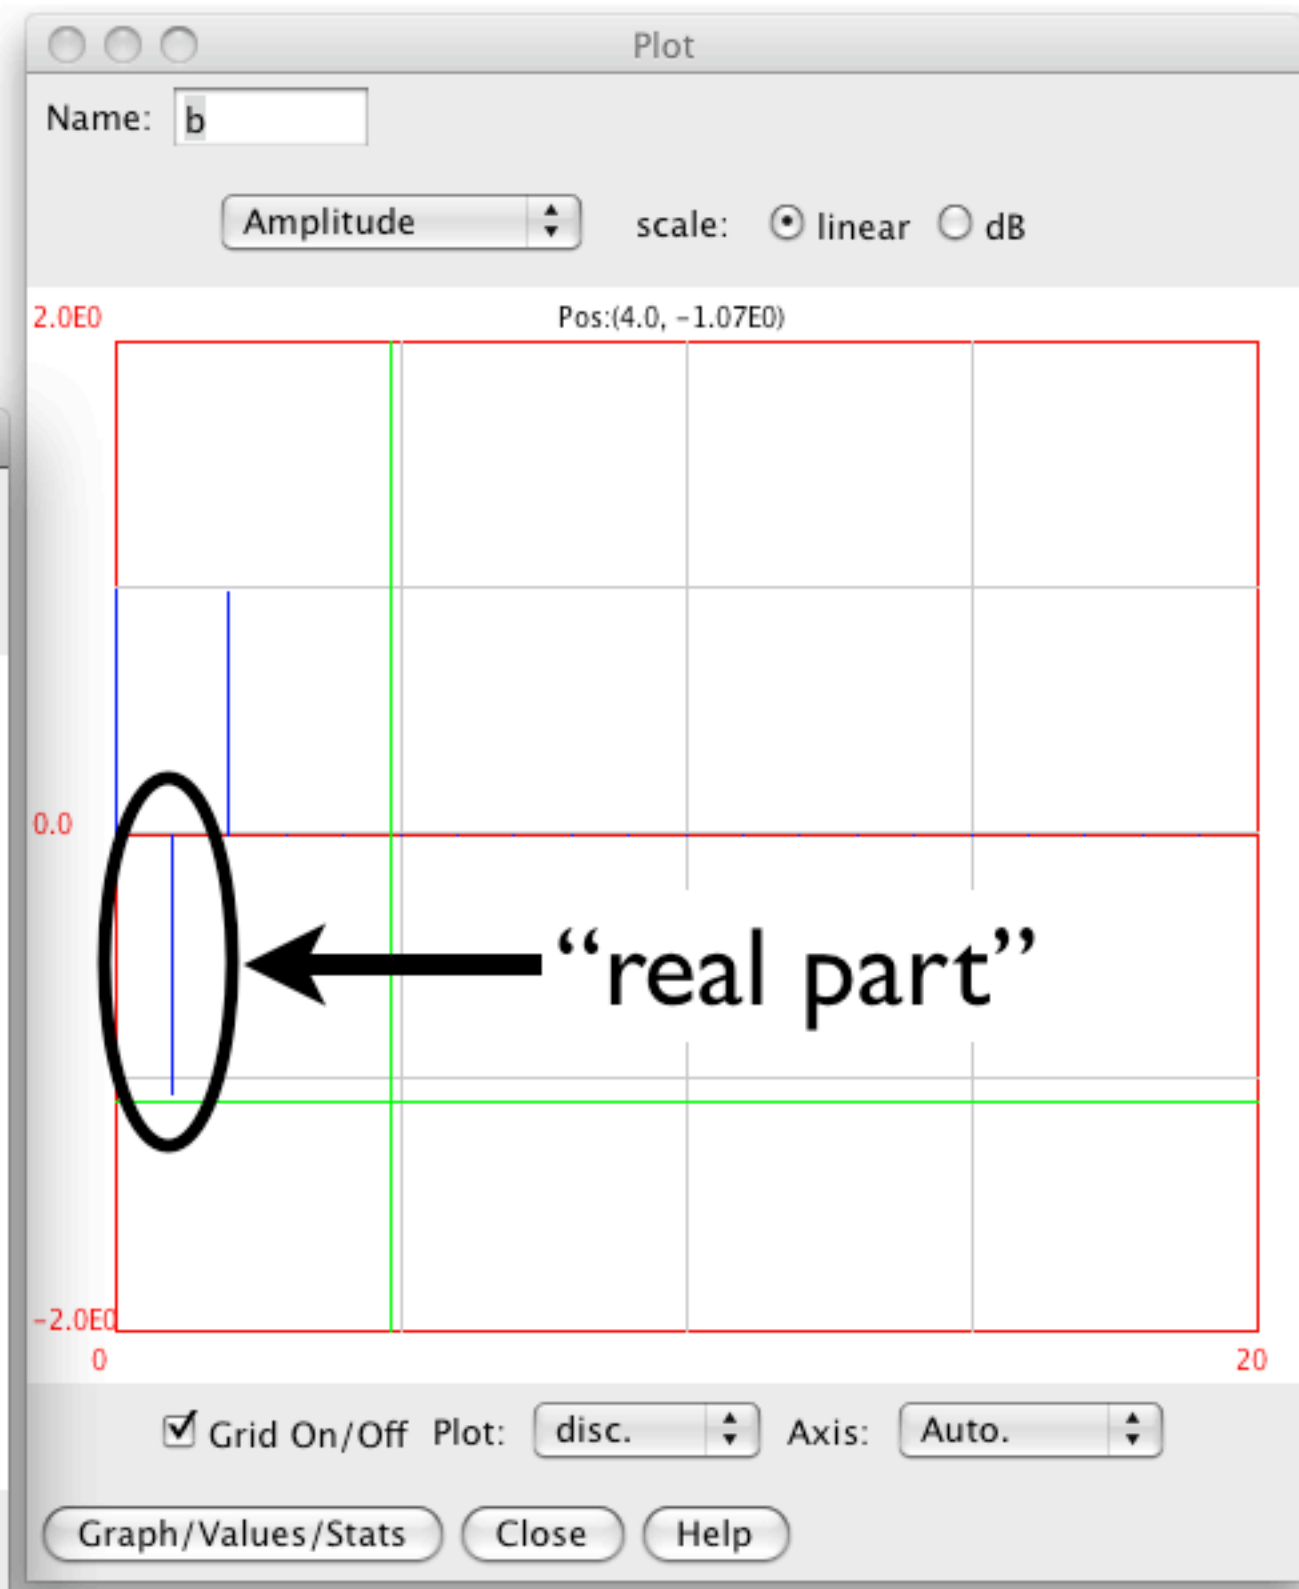 Plot
Name: b
Amplitude scale: linear dB
2.0E0 Pos:(4.0, -1.07E0)
0.0
“real part”
-2.0E0
0 20
Grid On/Off Plot: disc. Axis: Auto.
Graph/Values/Stats Close Help